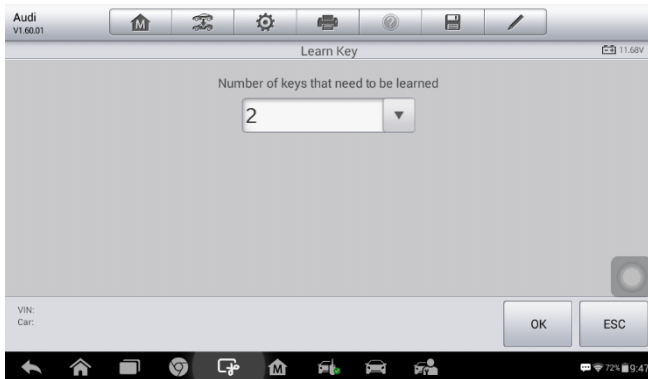 Audi
V1.60.01
M
Learn Key
11.68V
Number of keys that need to be learned
2
VIN:
Car:
OK
ESC
M
72%
9:47